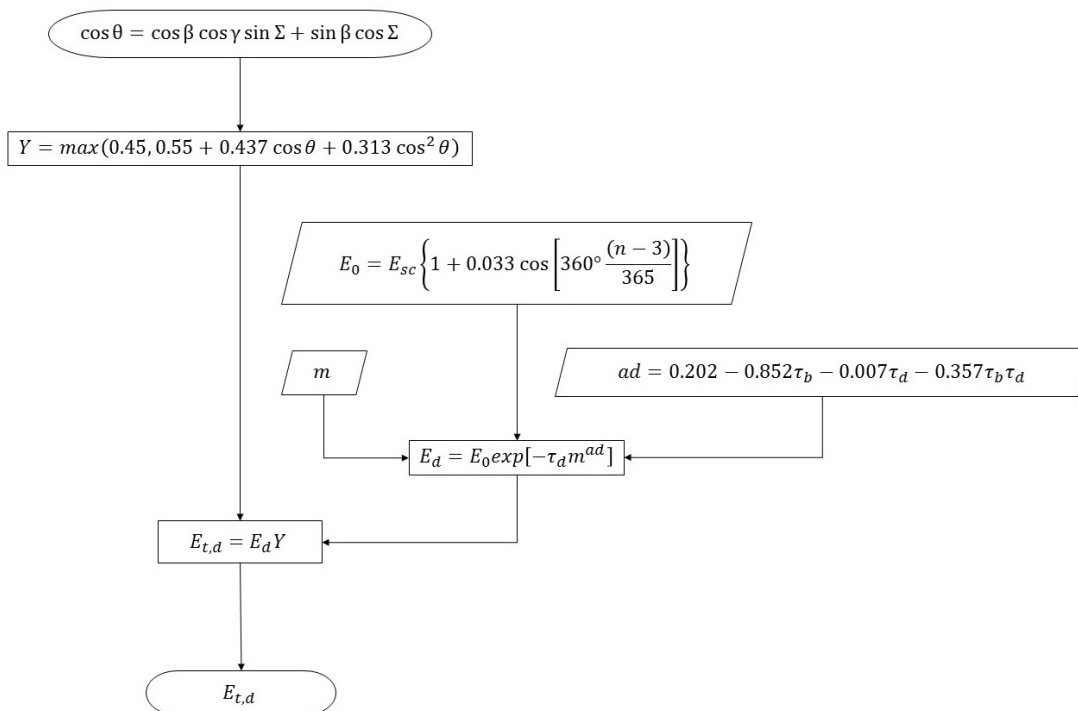 cos θ = cos β cos γ sin Σ + sin β cos Σ
Y = max(0.45, 0.55 + 0.437 cos θ + 0.313 cos² θ)
E₀ = E_sc{1 + 0.033 cos[360° (n − 3)/365]}
m
ad = 0.202 − 0.852τ_b − 0.007τ_d − 0.357τ_bτ_d
E_d = E₀exp[−τ_d m^ad]
E_t,d = E_dY
E_t,d